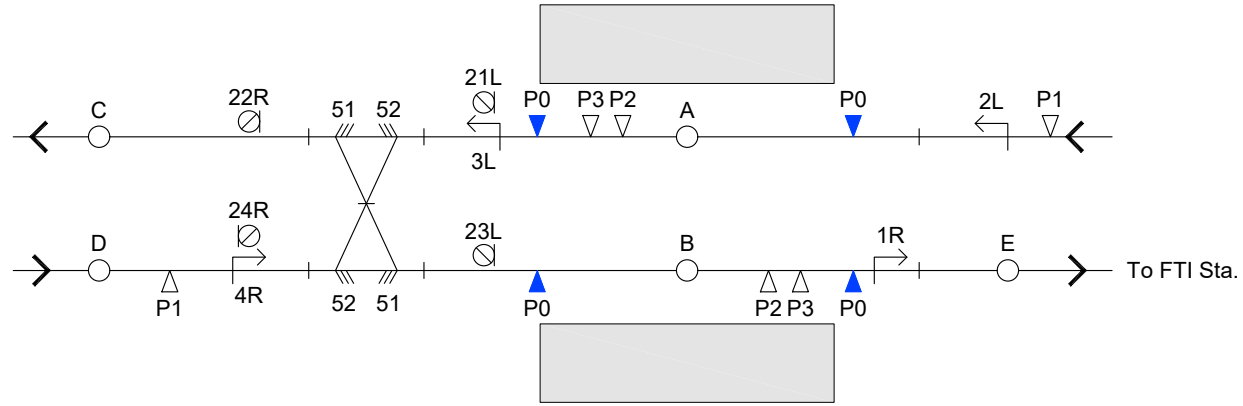 21L
C
22R
51
52
P0
P3
P2
A
P0
2L
P1
3L
24R
23L
D
B
1R
E
To FTI Sta.
P1
4R
52
51
P0
P2
P3
P0